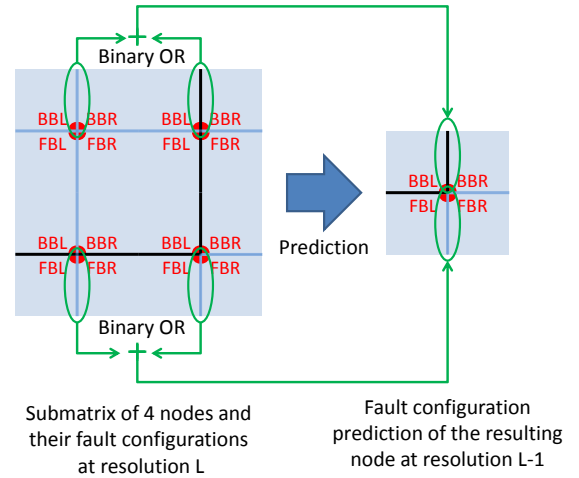 Binary OR
BBL BBR BBL BBR
FBL FBR FBL FBR
BBL BBR
FBL FBR
Prediction
BBL BBR BBL BBR
FBL FBR FBL FBR
Binary OR
Submatrix of 4 nodes and
their fault configurations
at resolution L
Fault configuration
prediction of the resulting
node at resolution L-1